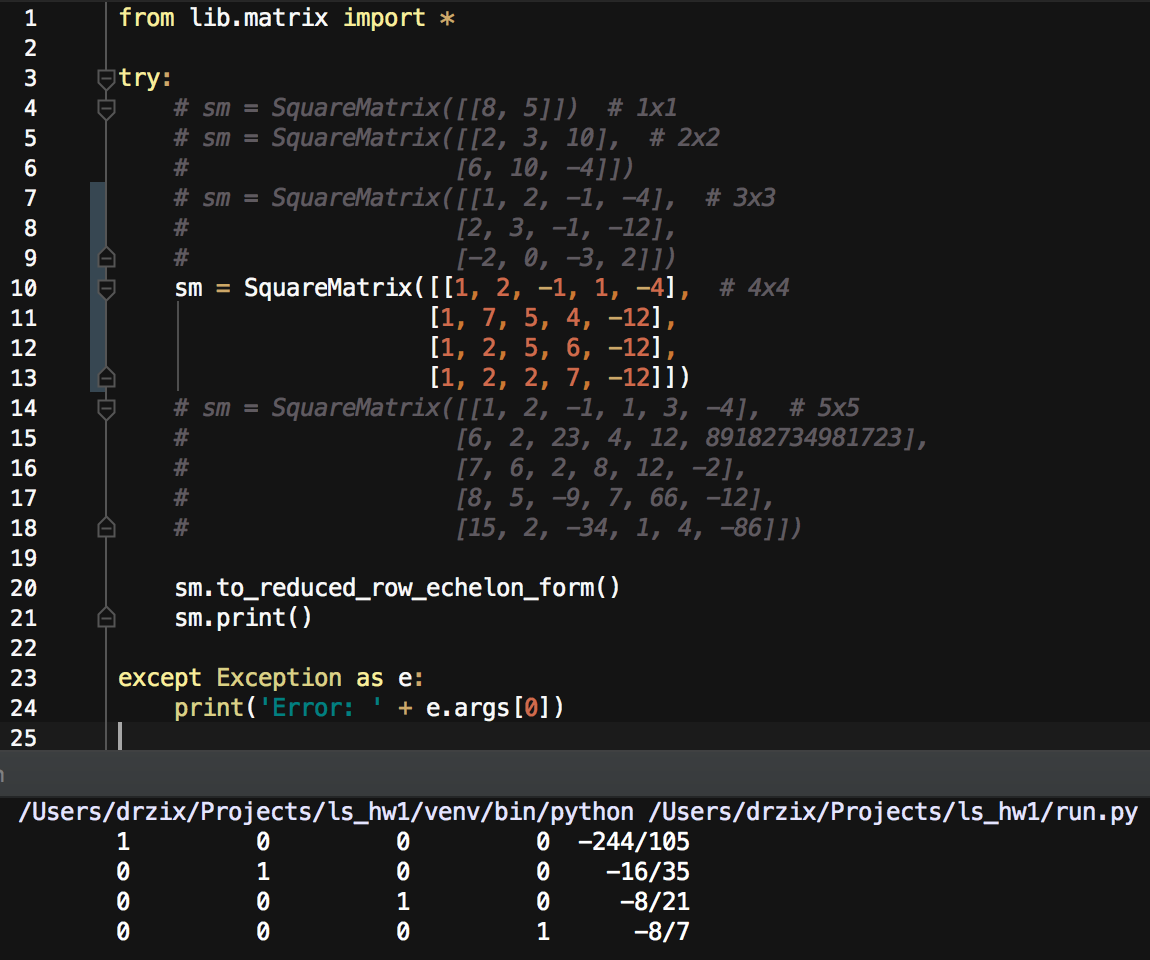 1 from lib.matrix import *
2
3 try:
4     # sm = SquareMatrix([[8, 5]])  # 1x1
5     # sm = SquareMatrix([[2, 3, 10],  # 2x2
6     #                   [6, 10, −4]])
7     # sm = SquareMatrix([[1, 2, −1, −4],  # 3x3
8     #                   [2, 3, −1, −12],
9     #                   [−2, 0, −3, 2]])
10     sm = SquareMatrix([[1, 2, −1, 1, −4],  # 4x4
11                       [1, 7, 5, 4, −12],
12                       [1, 2, 5, 6, −12],
13                       [1, 2, 2, 7, −12]])
14     # sm = SquareMatrix([[1, 2, −1, 1, 3, −4],  # 5x5
15     #                   [6, 2, 23, 4, 12, 89182734981723],
16     #                   [7, 6, 2, 8, 12, −2],
17     #                   [8, 5, −9, 7, 66, −12],
18     #                   [15, 2, −34, 1, 4, −86]])
19
20     sm.to_reduced_row_echelon_form()
21     sm.print()
22
23 except Exception as e:
24     print('Error: ' + e.args[0])
25
/Users/drzix/Projects/ls_hw1/venv/bin/python /Users/drzix/Projects/ls_hw1/run.py
1 0 0 0 −244/105
0 1 0 0 −16/35
0 0 1 0 −8/21
0 0 0 1 −8/7